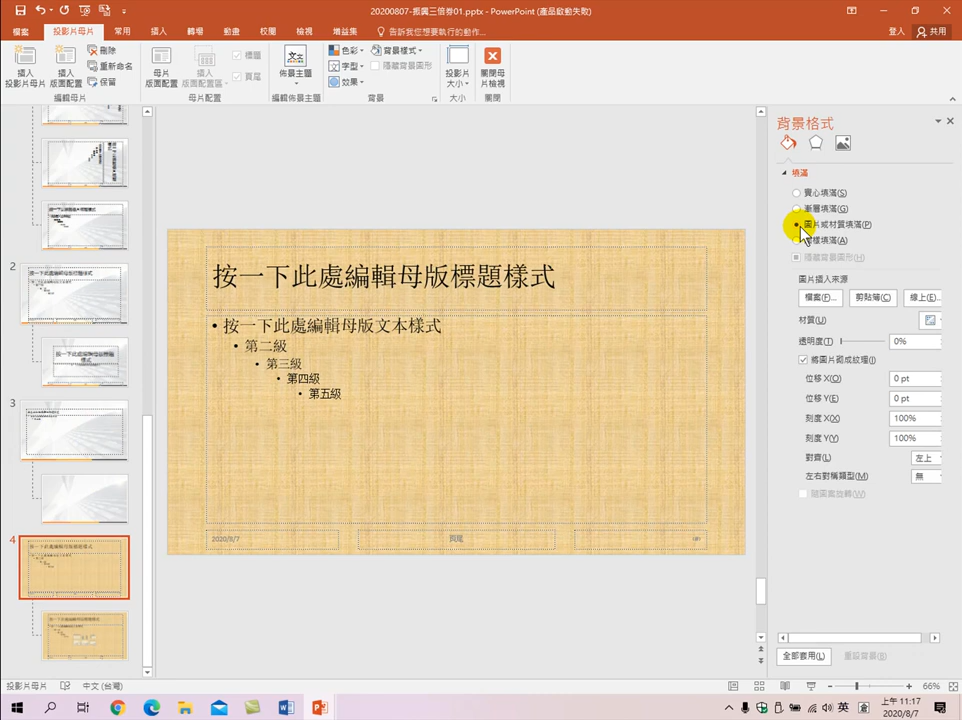 20200807-振興三倍券01.pptx - PowerPoint (產品啟動失敗)
檔案 投影片母片 常用 插入 轉場 動畫 校閱 檢視 增益集 告訴我您想要執行的動作... 登入 共用
插入投影片母片
插入版面配置
刪除
重新命名
保留
編輯母片
母片版面配置
插入版面配置區
標題
頁尾
母片配置
佈景主題
編輯佈景主題
色彩
字型
效果
背景樣式
隱藏背景圖形
背景
投影片大小
大小
關閉母片檢視
關閉
2
3
4
按一下此處編輯母版標題樣式
• 按一下此處編輯母版文本樣式
• 第二級
• 第三級
• 第四級
• 第五級
2020/8/7
頁尾
背景格式
填滿
實心填滿(S)
漸層填滿(G)
圖片或材質填滿(P)
填滿(A)
隱藏背景圖形(H)
圖片插入來源
檔案(F)... 剪貼簿(C) 線上(E)...
材質(U)
透明度(T) 0%
將圖片砌成紋理(I)
位移 X(O) 0 pt
位移 Y(E) 0 pt
刻度 X(X) 100%
刻度 Y(Y) 100%
對齊(L) 左上
左右對稱類型(M) 無
隨圖案旋轉(W)
全部套用(L) 重設背景(B)
投影片母片 中文 (台灣) 66%
英
上午 11:17
2020/8/7